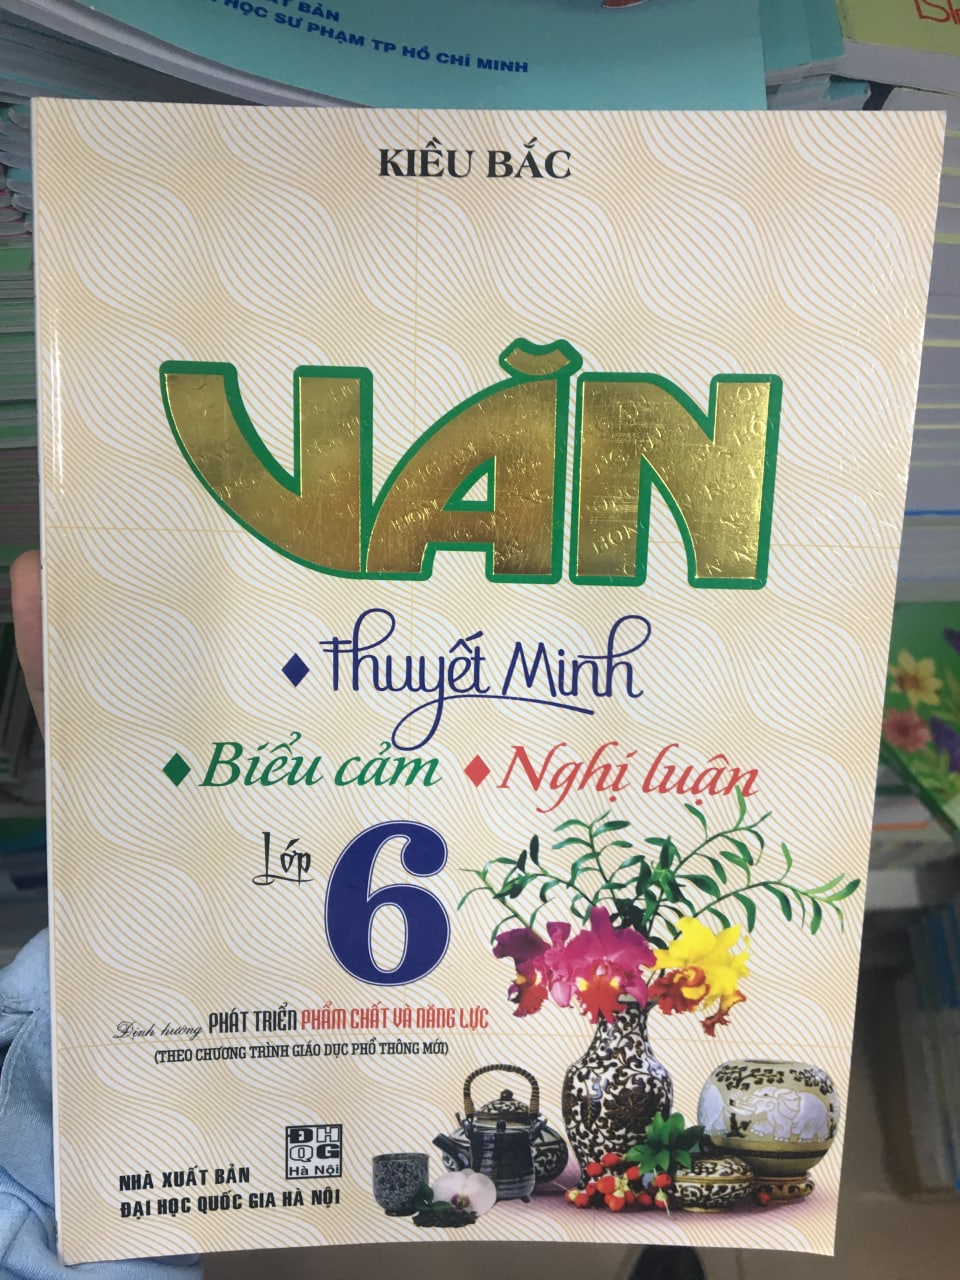 HỌC SƯ PHẠM TP HỒ CHÍ MINH
KIỀU BẮC
VĂN
Thuyết Minh
Biểu cảm
Nghị luận
Lớp 6
Định hướng PHÁT TRIỂN PHẨM CHẤT VÀ NĂNG LỰC
(THEO CHƯƠNG TRÌNH GIÁO DỤC PHỔ THÔNG MỚI)
ĐH
QG
Hà Nội
NHÀ XUẤT BẢN
ĐẠI HỌC QUỐC GIA HÀ NỘI